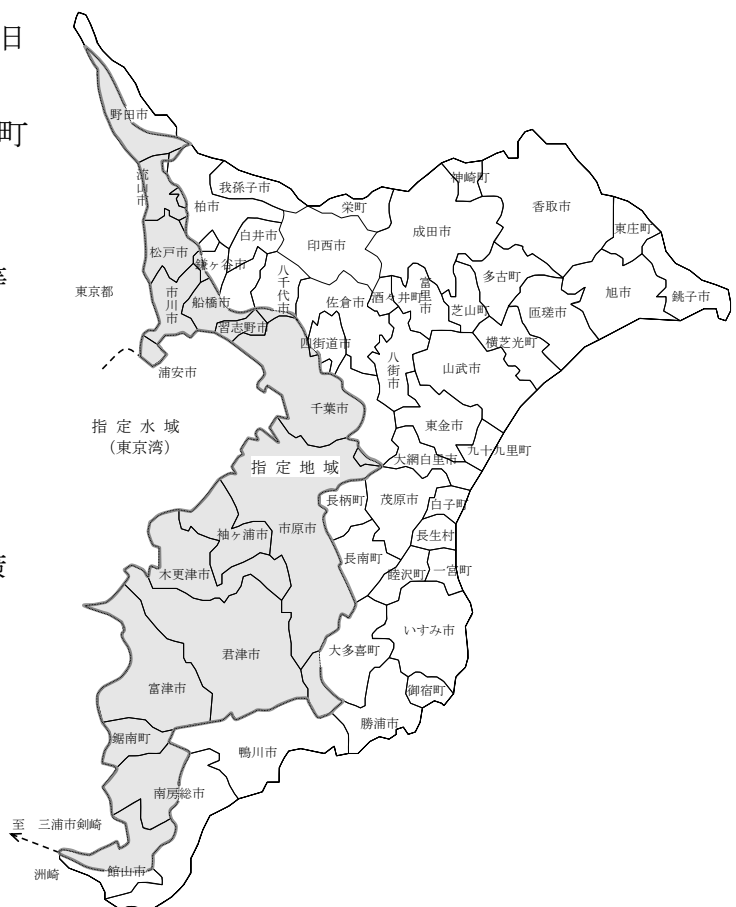 日
野田市
町
神崎町
流山市
我孫子市
栄町
香取市
柏市
東庄町
成田市
白井市
印西市
松戸市
鎌ヶ谷市
八千代市
多古町
等
東京都
市川市
船橋市
佐倉市
酒々井町
富里市
芝山町
旭市
銚子市
匝瑳市
習志野市
四街道市
横芝光町
浦安市
八街市
山武市
千葉市
指定水域
(東京湾)
東金市
九十九里町
大網白里市
指定地域
長柄町
茂原市
白子町
袖ヶ浦市
市原市
長生村
長南町
木更津市
睦沢町
一宮町
策
いすみ市
君津市
大多喜町
富津市
御宿町
勝浦市
鋸南町
鴨川市
南房総市
至 三浦市剣崎
館山市
洲崎